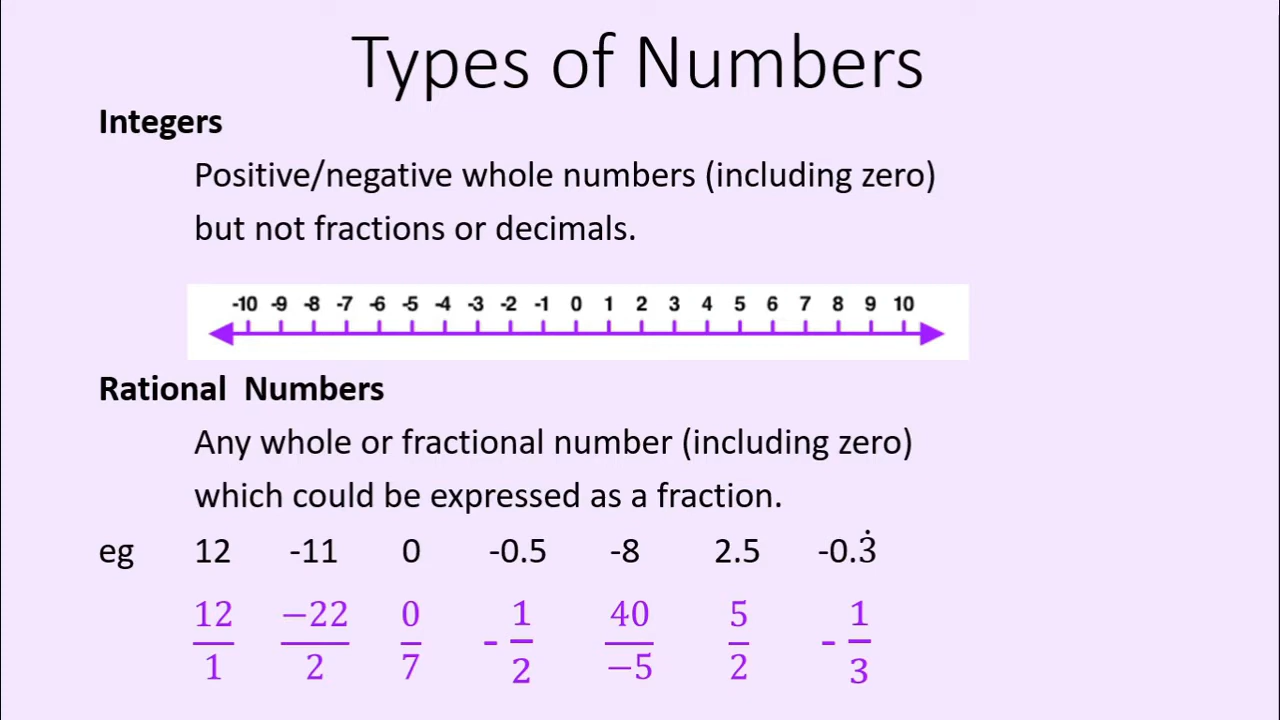 Types of Numbers
Integers
Positive/negative whole numbers (including zero)
but not fractions or decimals.
-10 -9 -8 -7 -6 -5 -4 -3 -2 -1 0 1 2 3 4 5 6 7 8 9 10
Rational Numbers
Any whole or fractional number (including zero)
which could be expressed as a fraction.
eg 12 -11 0 -0.5 -8 2.5 -0.3̇
12/1 −22/2 0/7 -1/2 40/−5 5/2 -1/3